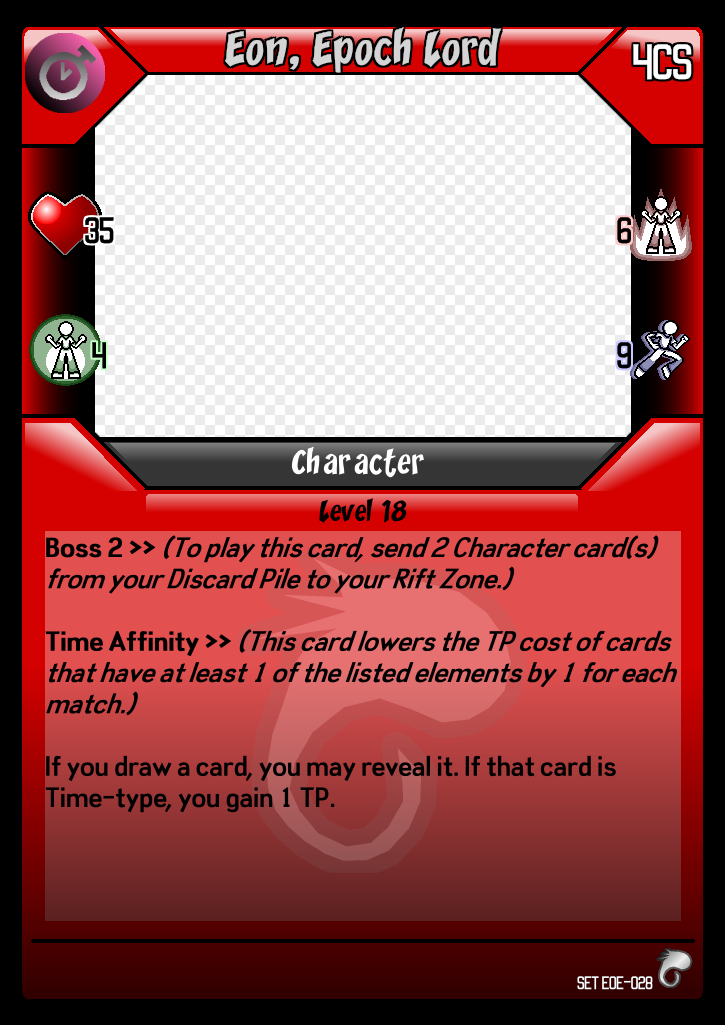 Eon, Epoch Lord
4CS
35
6
4
9
Character
Level 18
Boss 2 >> (To play this card, send 2 Character card(s)
from your Discard Pile to your Rift Zone.)
Time Affinity >> (This card lowers the TP cost of cards
that have at least 1 of the listed elements by 1 for each
match.)
If you draw a card, you may reveal it. If that card is
Time-type, you gain 1 TP.
SET EOE-028